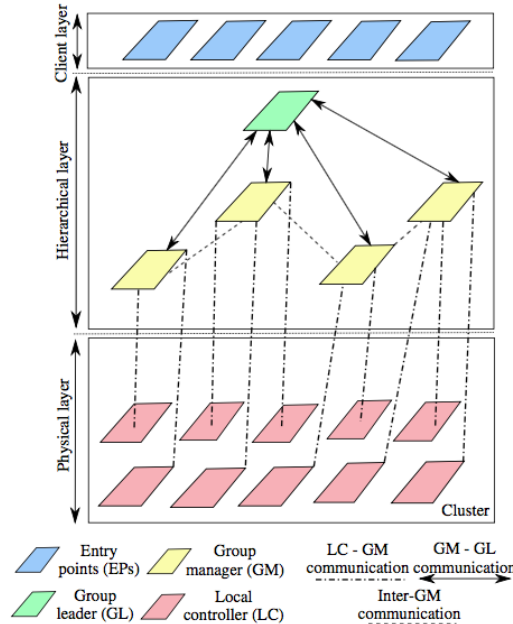 Client layer
Hierarchical layer
Physical layer
Cluster
Entry
points (EPs)
Group
manager (GM)
LC - GM
communication
GM - GL
communication
Group
leader (GL)
Local
controller (LC)
Inter-GM
communication